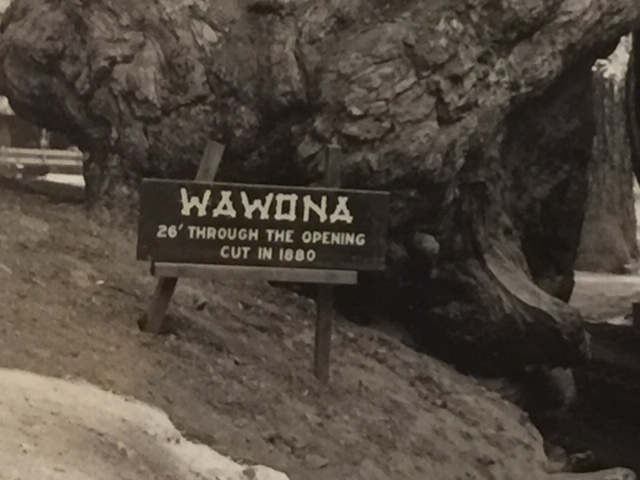 WAWONA
26' THROUGH THE OPENING
CUT IN 1880